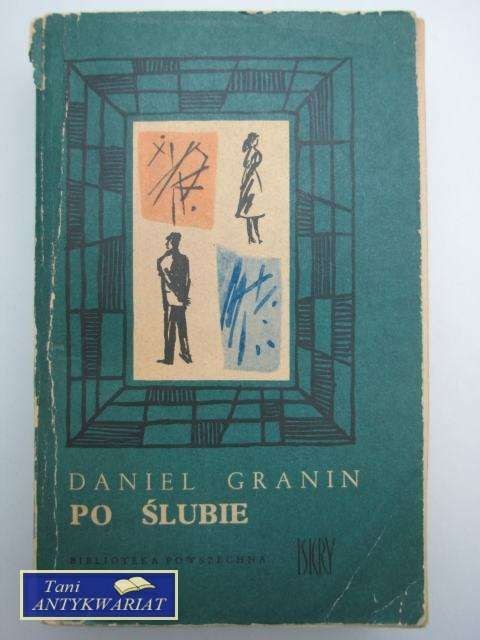 DANIEL GRANIN
PO ŚLUBIE
BIBLIOTEKA POWSZECHNA
ISKRY
Tani
ANTYKWARIAT